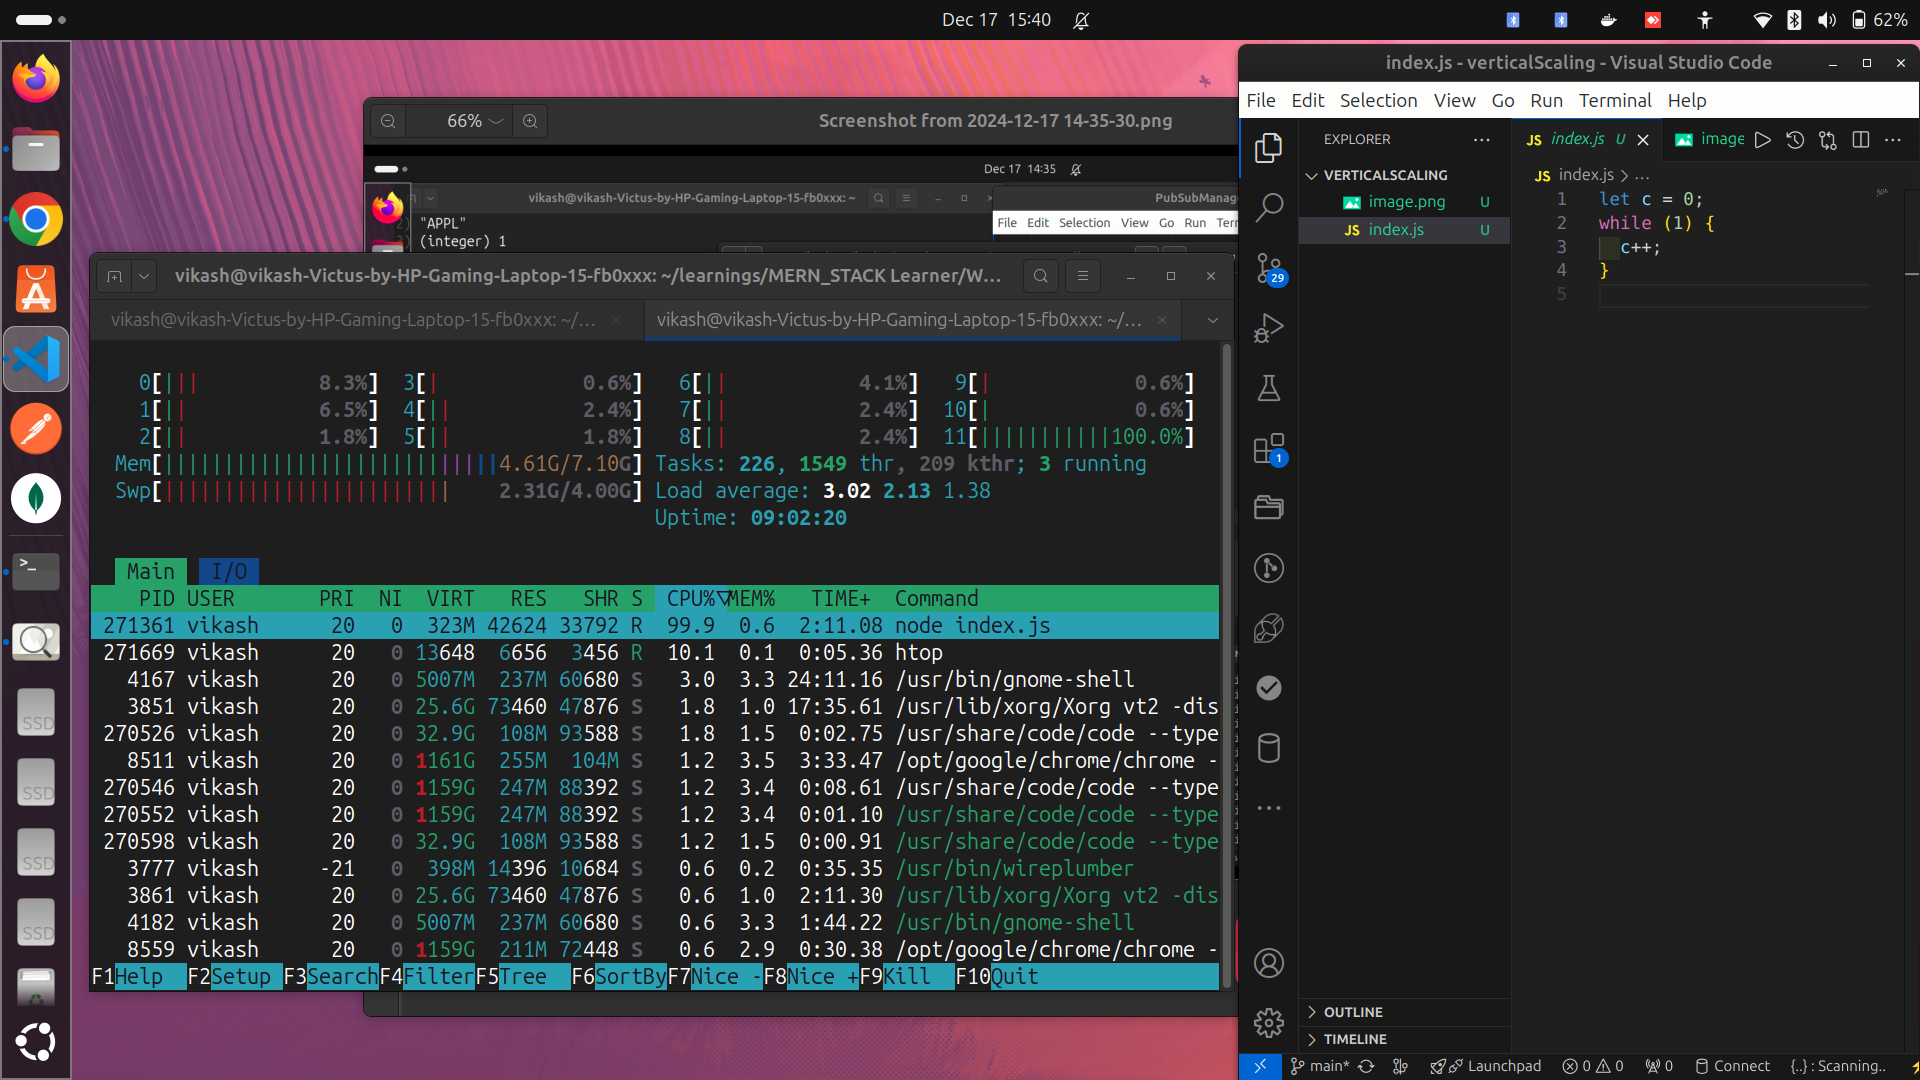 Dec 17 15:40
62%
66%
Screenshot from 2024-12-17 14-35-30.png
Dec 17 14:35
vikash@vikash-Victus-by-HP-Gaming-Laptop-15-fb0xxx: ~
PubSubManag
File Edit Selection View Go Run Terr
2) "APPL"
(integer) 1
vikash@vikash-Victus-by-HP-Gaming-Laptop-15-fb0xxx: ~/learnings/MERN_STACK Learner/W...
vikash@vikash-Victus-by-HP-Gaming-Laptop-15-fb0xxx: ~/...
vikash@vikash-Victus-by-HP-Gaming-Laptop-15-fb0xxx: ~/...
0[||| 8.3%] 3[| 0.6%] 6[|| 4.1%] 9[| 0.6%]
1[|| 6.5%] 4[|| 2.4%] 7[|| 2.4%] 10[| 0.6%]
2[|| 1.8%] 5[|| 1.8%] 8[|| 2.4%] 11[|||||||||||100.0%]
Mem[||||||||||||||||||||||||||||4.61G/7.10G] Tasks: 226, 1549 thr, 209 kthr; 3 running
Swp[|||||||||||||||||||||||| 2.31G/4.00G] Load average: 3.02 2.13 1.38
Uptime: 09:02:20
Main I/O
PID USER PRI NI VIRT RES SHR S CPU%▽MEM% TIME+ Command
271361 vikash 20 0 323M 42624 33792 R 99.9 0.6 2:11.08 node index.js
271669 vikash 20 0 13648 6656 3456 R 10.1 0.1 0:05.36 htop
4167 vikash 20 0 5007M 237M 60680 S 3.0 3.3 24:11.16 /usr/bin/gnome-shell
3851 vikash 20 0 25.6G 73460 47876 S 1.8 1.0 17:35.61 /usr/lib/xorg/Xorg vt2 -dis
270526 vikash 20 0 32.9G 108M 93588 S 1.8 1.5 0:02.75 /usr/share/code/code --type
8511 vikash 20 0 1161G 255M 104M S 1.2 3.5 3:33.47 /opt/google/chrome/chrome -
270546 vikash 20 0 1159G 247M 88392 S 1.2 3.4 0:08.61 /usr/share/code/code --type
270552 vikash 20 0 1159G 247M 88392 S 1.2 3.4 0:01.10 /usr/share/code/code --type
270598 vikash 20 0 32.9G 108M 93588 S 1.2 1.5 0:00.91 /usr/share/code/code --type
3777 vikash -21 0 398M 14396 10684 S 0.6 0.2 0:35.35 /usr/bin/wireplumber
3861 vikash 20 0 25.6G 73460 47876 S 0.6 1.0 2:11.30 /usr/lib/xorg/Xorg vt2 -dis
4182 vikash 20 0 5007M 237M 60680 S 0.6 3.3 1:44.22 /usr/bin/gnome-shell
8559 vikash 20 0 1159G 211M 72448 S 0.6 2.9 0:30.38 /opt/google/chrome/chrome -
F1Help F2Setup F3SearchF4FilterF5Tree F6SortByF7Nice -F8Nice +F9Kill F10Quit
SSD
SSD
SSD
SSD
index.js - verticalScaling - Visual Studio Code
File Edit Selection View Go Run Terminal Help
EXPLORER
VERTICALSCALING
image.png U
JS index.js U
29
1
OUTLINE
TIMELINE
JS index.js U
image
JS index.js > ...
1 let c = 0;
2 while (1) {
3 c++;
4 }
5
main* Launchpad 0 0 0 Connect {..} : Scanning..